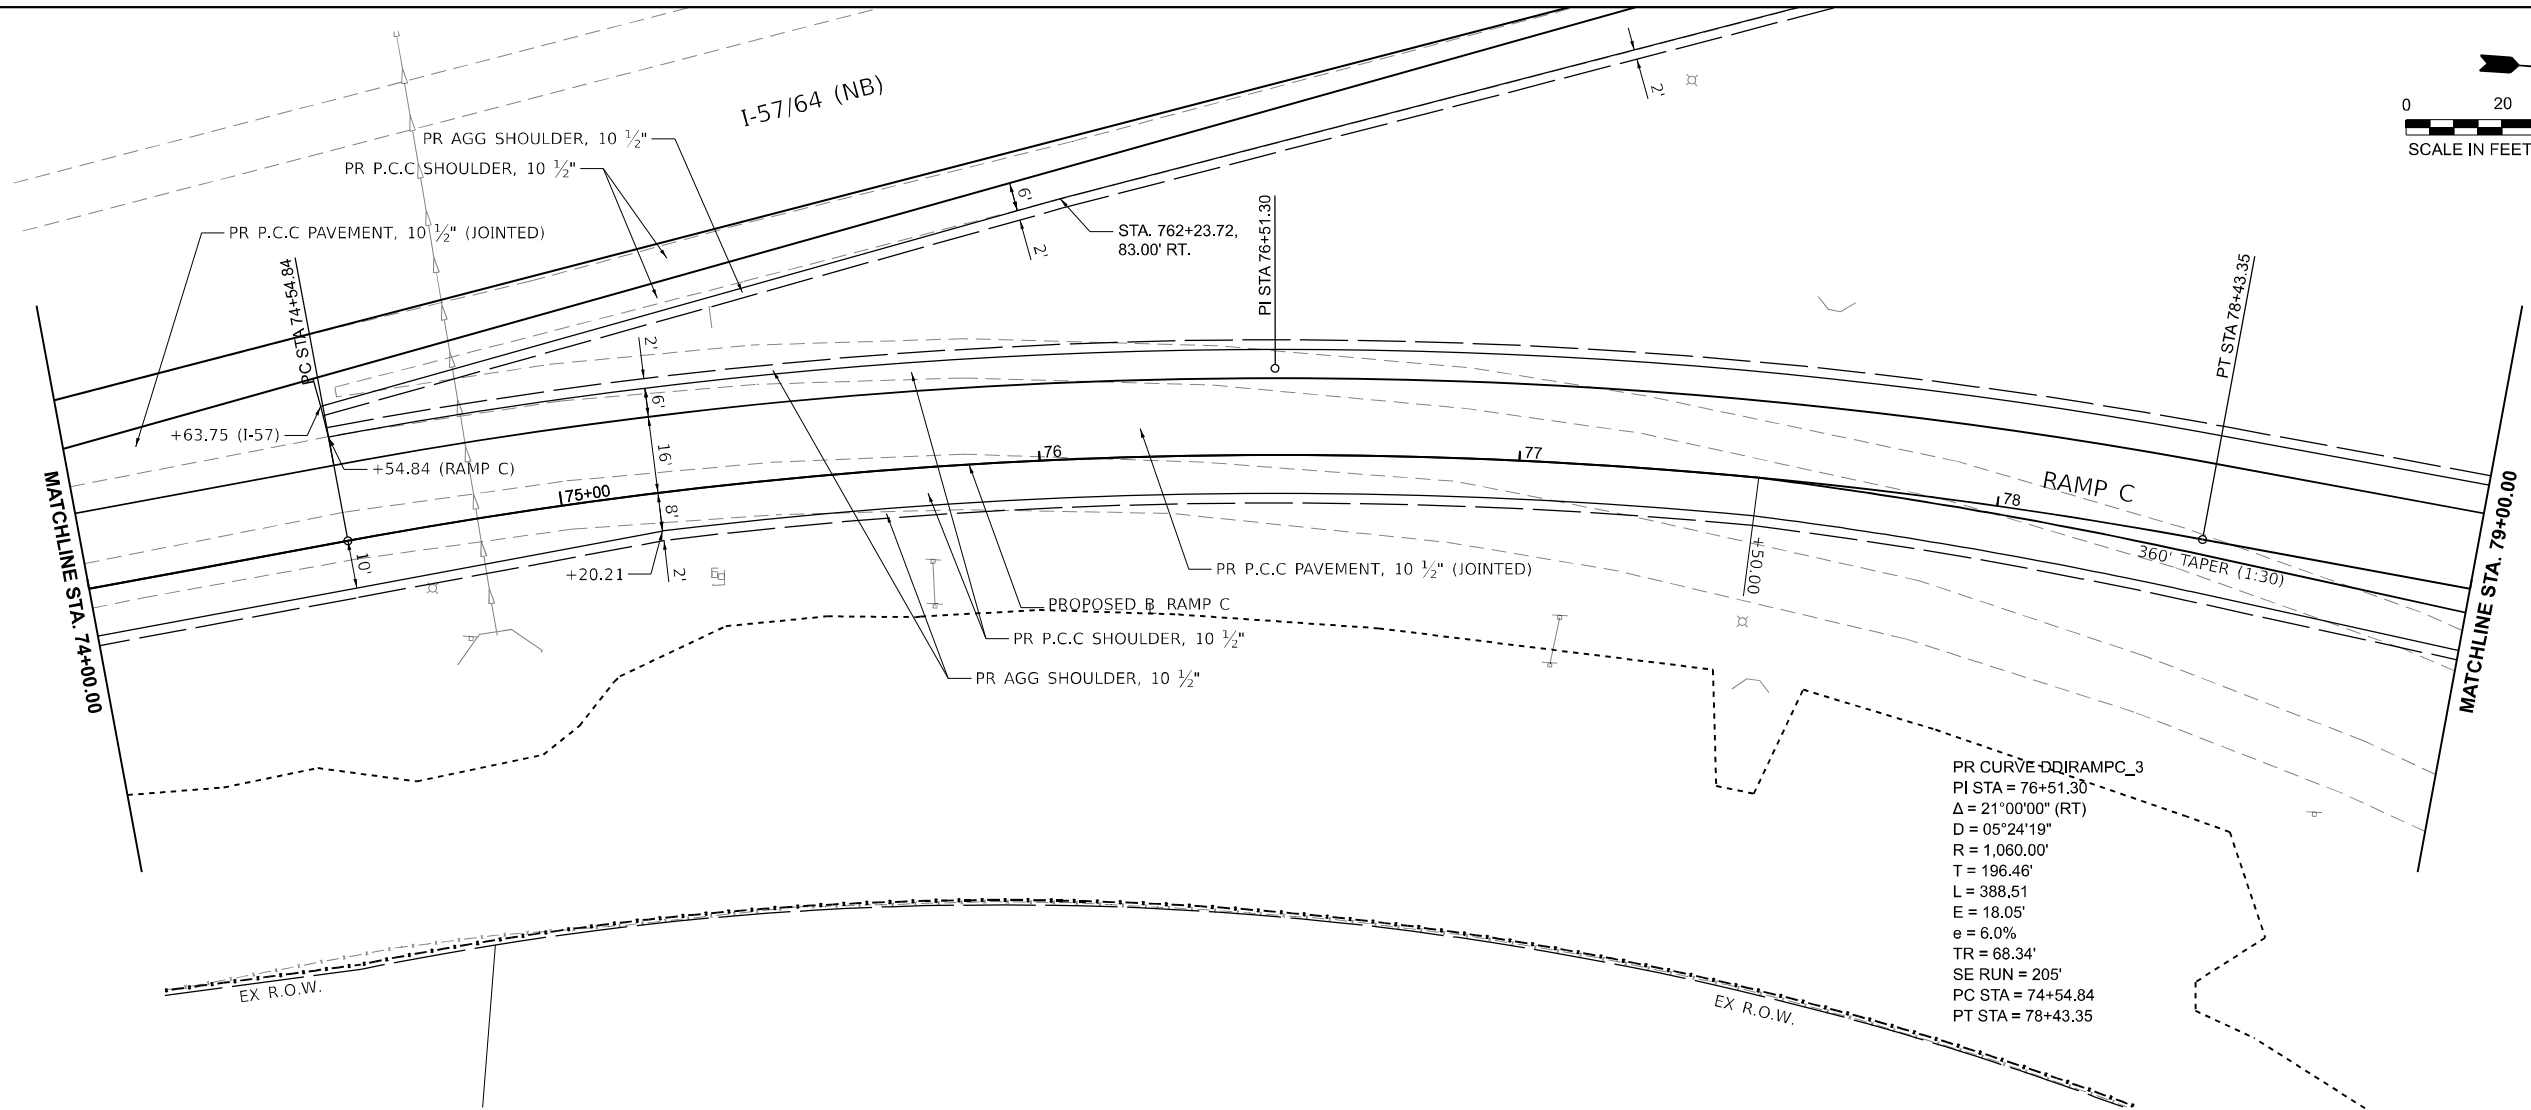 I-57/64 (NB)
0 20
SCALE IN FEET
PR AGG SHOULDER, 10 ½"
PR P.C.C SHOULDER, 10 ½"
PR P.C.C PAVEMENT, 10 ½" (JOINTED)
2'
6'
2'
STA. 762+23.72,
83.00' RT.
PI STA 76+51.30
PT STA 78+43.35
PC STA 74+54.84
+63.75 (I-57)
+54.84 (RAMP C)
2'
6'
16'
8'
2'
10'
75+00
76
77
78
RAMP C
+20.21
+50.00
360' TAPER (1:30)
PR P.C.C PAVEMENT, 10 ½" (JOINTED)
PROPOSED B RAMP C
PR P.C.C SHOULDER, 10 ½"
PR AGG SHOULDER, 10 ½"
MATCHLINE STA. 74+00.00
MATCHLINE STA. 79+00.00
PR CURVE DDIRAMPC_3
PI STA = 76+51.30
Δ = 21°00'00" (RT)
D = 05°24'19"
R = 1,060.00'
T = 196.46'
L = 388.51
E = 18.05'
e = 6.0%
TR = 68.34'
SE RUN = 205'
PC STA = 74+54.84
PT STA = 78+43.35
EX R.O.W.
EX R.O.W.